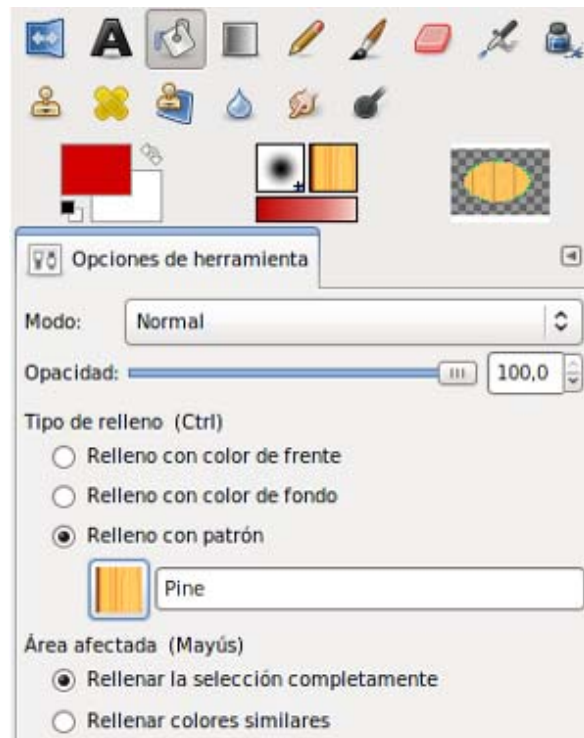 A
Opciones de herramienta
Modo: Normal
Opacidad: 100,0
Tipo de relleno (Ctrl)
Relleno con color de frente
Relleno con color de fondo
Relleno con patrón
Pine
Área afectada (Mayús)
Rellenar la selección completamente
Rellenar colores similares